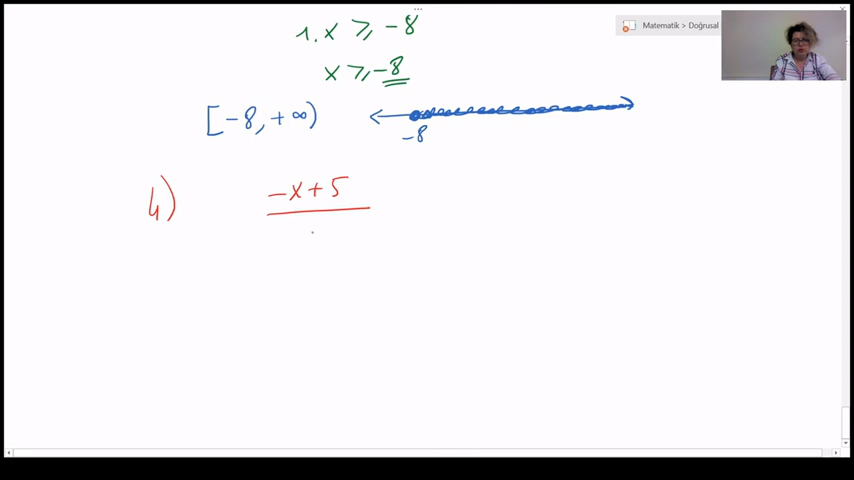 1. x ≥ -8
Matematik > Doğrusal
x ≥ -8
[-8, +∞)
-8
4) -x+5